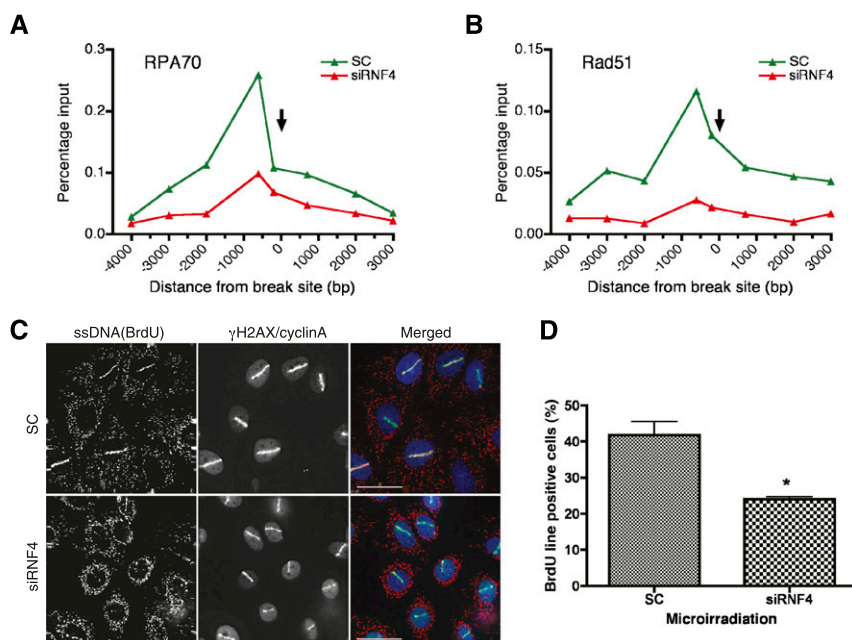 A
RPA70
SC
siRNF4
Percentage input
0.3
0.2
0.1
0.0
-4000
-3000
-2000
-1000
0
1000
2000
3000
Distance from break site (bp)
B
Rad51
SC
siRNF4
Percentage input
0.15
0.10
0.05
0.00
-4000
-3000
-2000
-1000
0
1000
2000
3000
Distance from break site (bp)
C
ssDNA(BrdU)
γH2AX/cyclinA
Merged
SC
siRNF4
D
BrdU line positive cells (%)
50
40
30
20
10
0
*
SC
siRNF4
Microirradiation